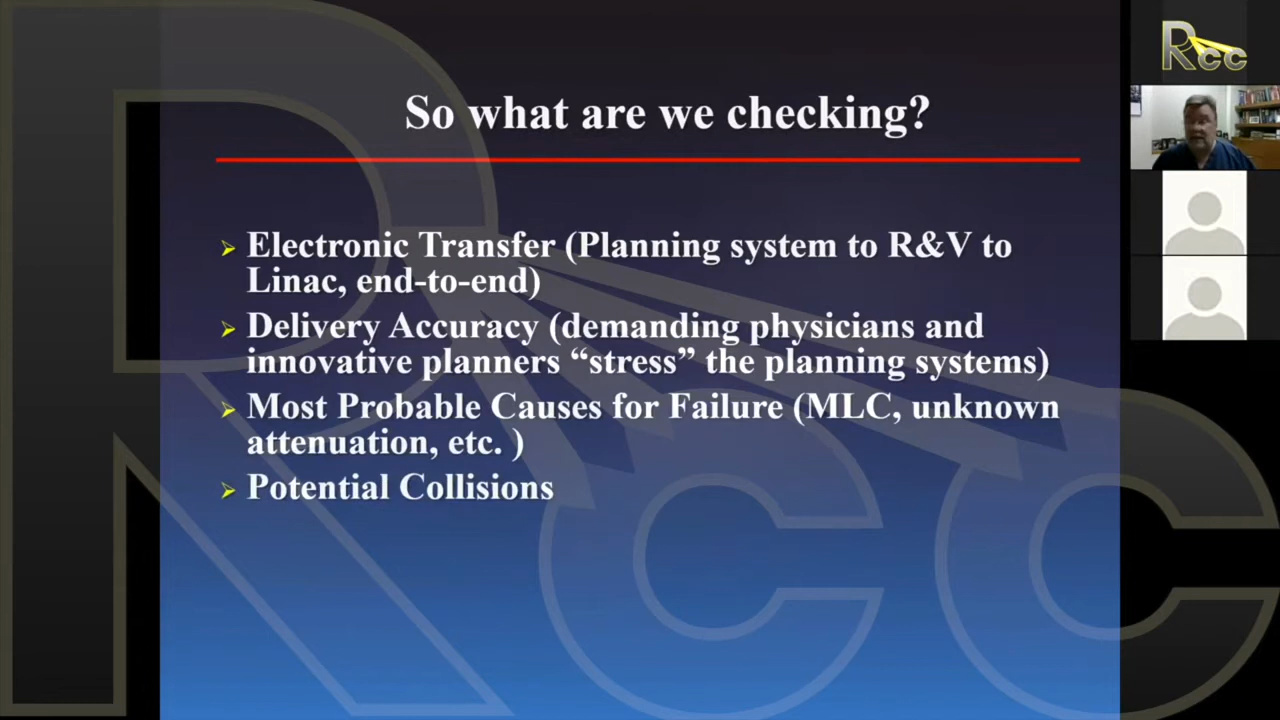 So what are we checking?
Electronic Transfer (Planning system to R&V to
Linac, end-to-end)
Delivery Accuracy (demanding physicians and
innovative planners “stress” the planning systems)
Most Probable Causes for Failure (MLC, unknown
attenuation, etc. )
Potential Collisions
Rcc
Rcc